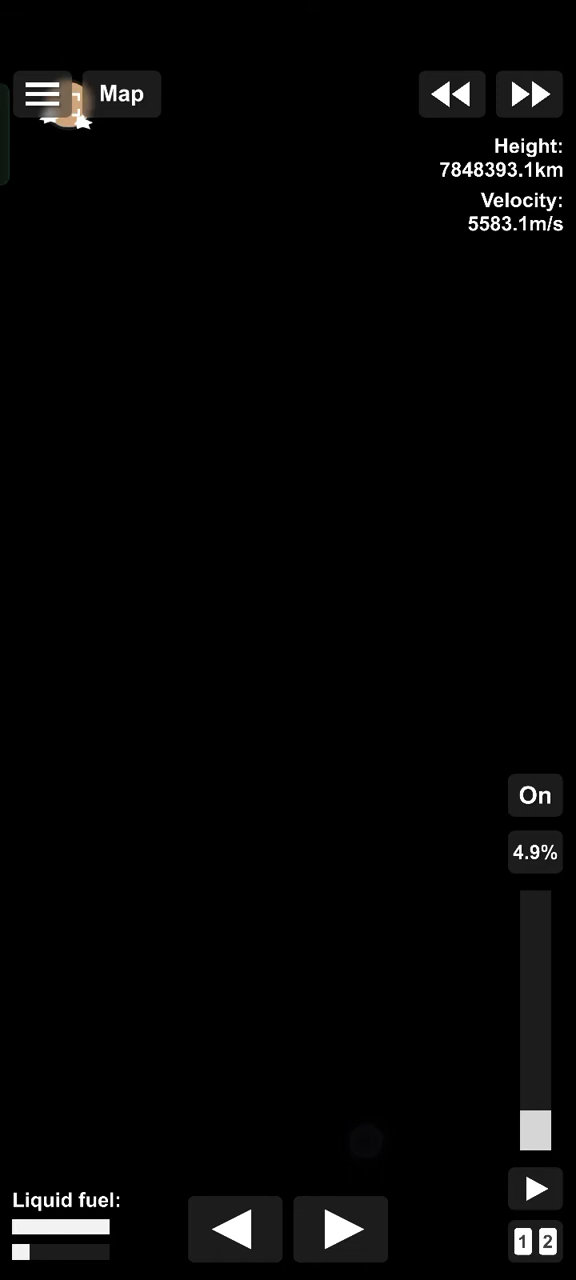 Map
Height:
7848393.1km
Velocity:
5583.1m/s
On
4.9%
Liquid fuel:
1 2